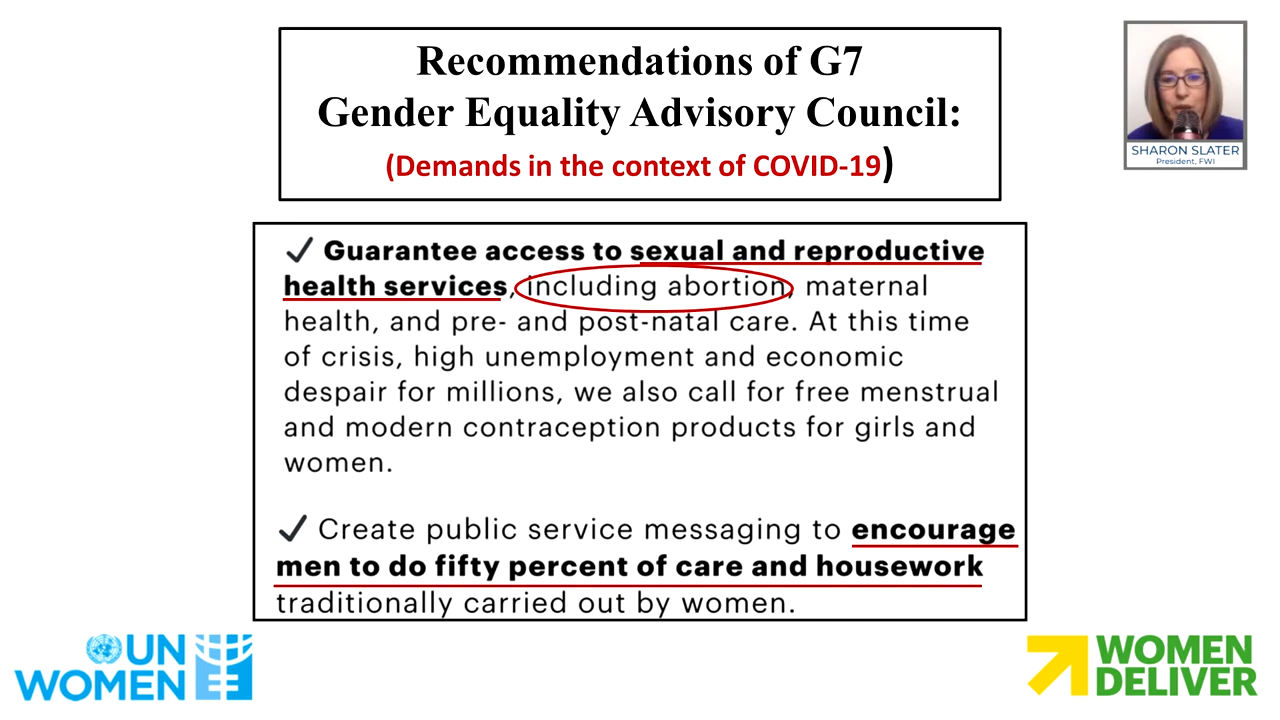 Recommendations of G7
Gender Equality Advisory Council:
(Demands in the context of COVID-19)
SHARON SLATER
President, FWI
✓ Guarantee access to sexual and reproductive
health services, including abortion, maternal
health, and pre- and post-natal care. At this time
of crisis, high unemployment and economic
despair for millions, we also call for free menstrual
and modern contraception products for girls and
women.
✓ Create public service messaging to encourage
men to do fifty percent of care and housework
traditionally carried out by women.
UN
WOMEN
WOMEN
DELIVER